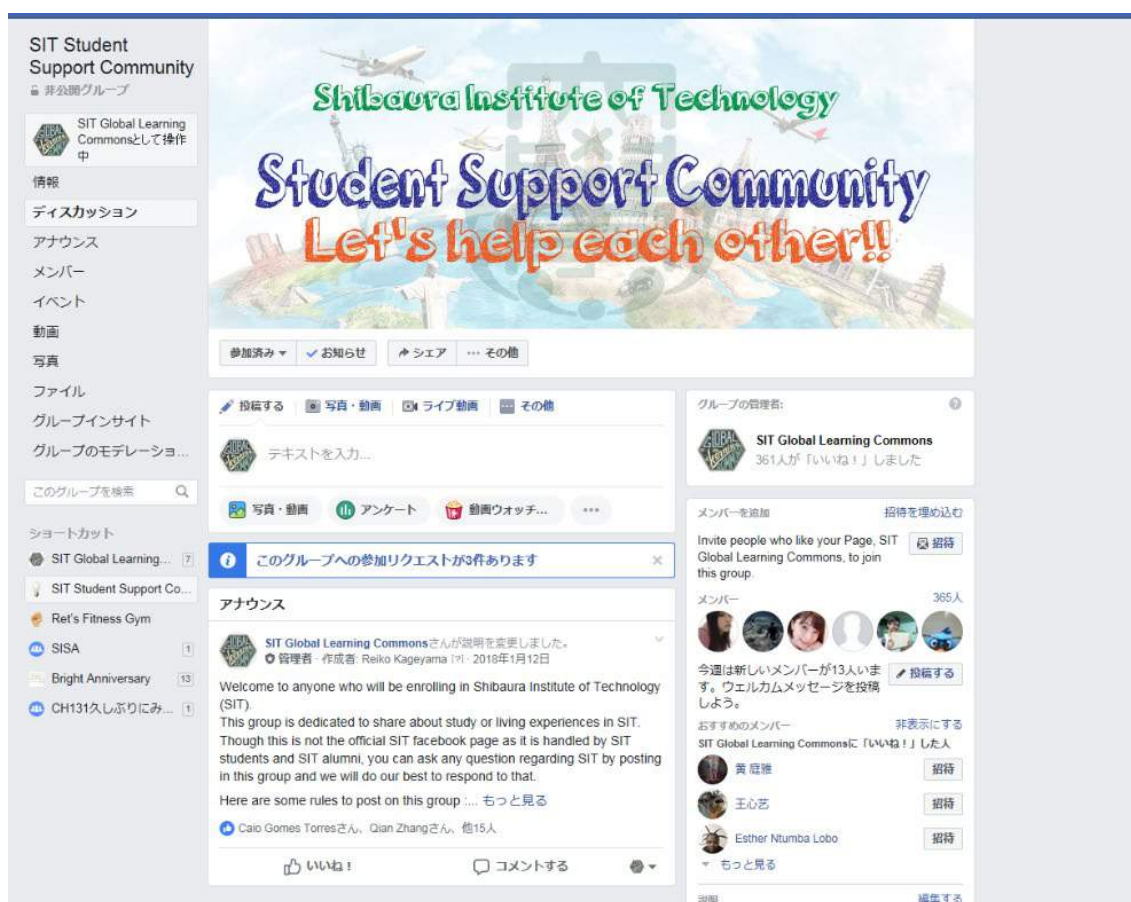 SIT Student
Support Community
非公開グループ
SIT Global Learning
Commonsとして操作
中
情報
ディスカッション
アナウンス
メンバー
イベント
動画
写真
ファイル
グループインサイト
グループのモデレーショ...
このグループを検索
ショートカット
SIT Global Learning... 7
SIT Student Support Co...
Ret's Fitness Gym
SISA 1
Bright Anniversary 13
CH131久しぶりにみ... 1
Shibaura Institute of Technology
Student Support Community
Let's help each other!!
参加済み お知らせ シェア ... その他
投稿する 写真・動画 ライブ動画 その他
テキストを入力...
写真・動画 アンケート 動画ウォッチ... ...
このグループへの参加リクエストが3件あります ×
アナウンス
SIT Global Learning Commonsさんが説明を変更しました。
管理者 · 作成者: Reiko Kageyama [?] · 2018年1月12日
Welcome to anyone who will be enrolling in Shibaura Institute of Technology
(SIT).
This group is dedicated to share about study or living experiences in SIT.
Though this is not the official SIT facebook page as it is handled by SIT
students and SIT alumni, you can ask any question regarding SIT by posting
in this group and we will do our best to respond to that.
Here are some rules to post on this group :... もっと見る
Caio Gomes Torresさん、Qian Zhangさん、他15人
いいね！ コメントする
グループの管理者: ?
SIT Global Learning Commons
361人が「いいね！」しました
メンバーを追加 招待を埋め込む
Invite people who like your Page, SIT
Global Learning Commons, to join
this group.
招待
メンバー 365人
今週は新しいメンバーが13人いま
す。ウェルカムメッセージを投稿
しよう。
投稿する
おすすめのメンバー 非表示にする
SIT Global Learning Commonsに「いいね！」した人
黄庭雅 招待
王心艺 招待
Esther Ntumba Lobo 招待
もっと見る
説明 編集する